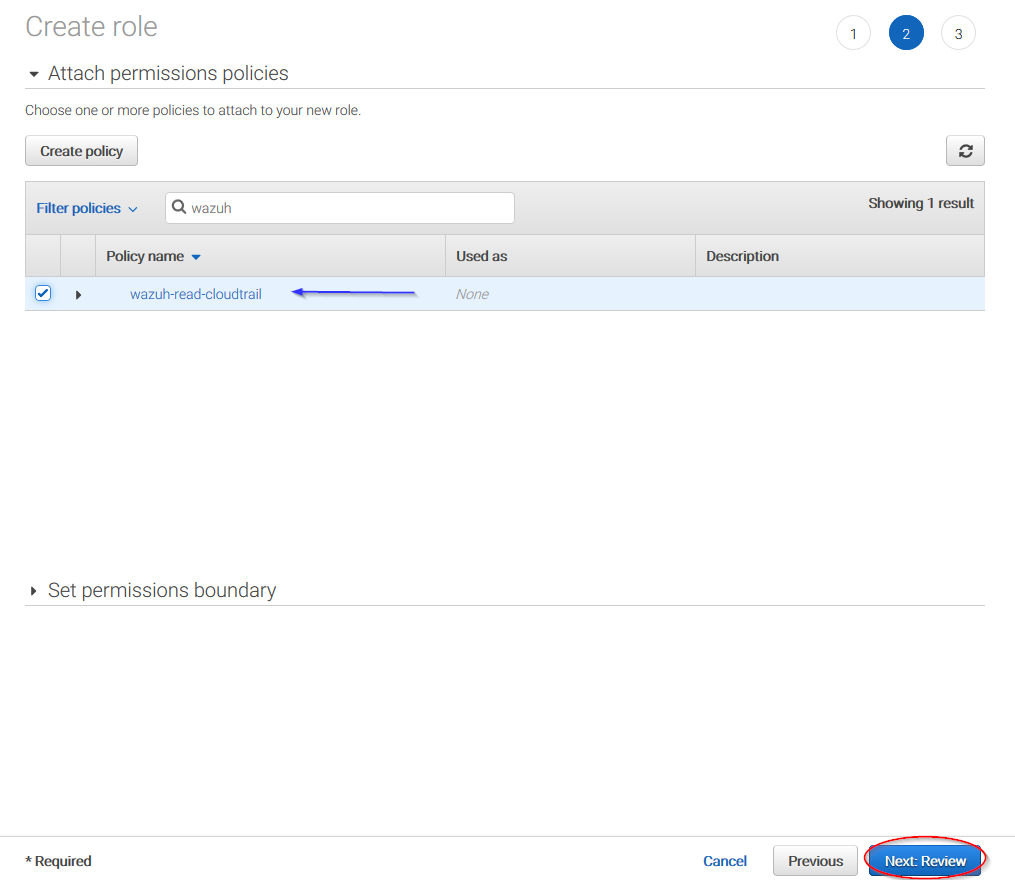 Create role
1
2
3
Attach permissions policies
Choose one or more policies to attach to your new role.
Create policy
Filter policies
wazuh
Showing 1 result
Policy name
Used as
Description
wazuh-read-cloudtrail
None
Set permissions boundary
* Required
Cancel
Previous
Next: Review